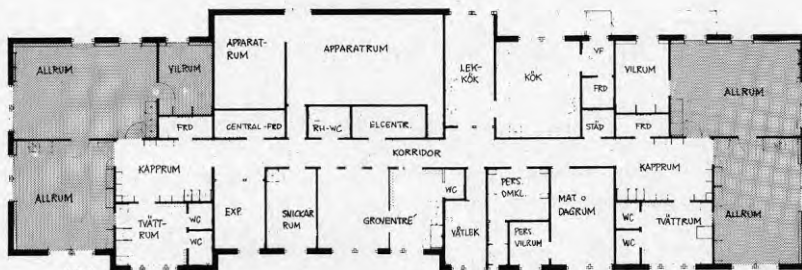 APPARAT-
RUM
APPARATRUM
ALLRUM
VILRUM
LEK-
KÖK
KÖK
VF
VILRUM
ALLRUM
FRD
FRD
CENTRAL-FRD
RH-WC
ELCENTR.
STÄD
FRD
KORRIDOR
KAPPRUM
KAPPRUM
ALLRUM
EXP.
SNICKAR
RUM
GROVENTRÉ
WC
PERS.
OMKL.
MAT O
DAGRUM
ALLRUM
TVÄTT-
RUM
WC
WC
VÅTLEK
PERS.
VILRUM
WC
WC
TVÄTTRUM